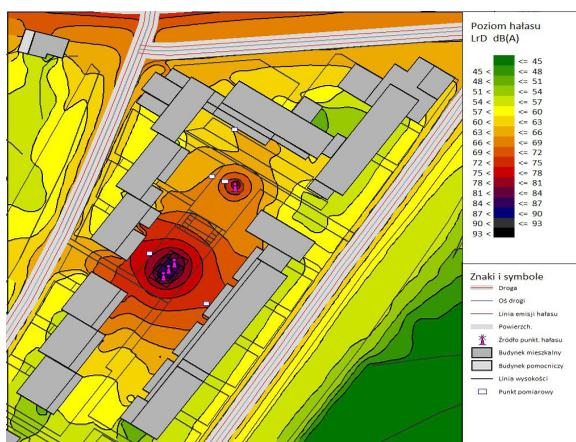 Poziom hałasu
LrD dB(A)
<= 45
45 < <= 48
48 < <= 51
51 < <= 54
54 < <= 57
57 < <= 60
60 < <= 63
63 < <= 66
66 < <= 69
69 < <= 72
72 < <= 75
75 < <= 78
78 < <= 81
81 < <= 84
84 < <= 87
87 < <= 90
90 < <= 93
93 <
Znaki i symbole
Droga
Oś drogi
Linia emisji hałasu
Powierzch.
Źródło punkt. hałasu
Budynek mieszkalny
Budynek pomocniczy
Linia wysokości
Punkt pomiarowy